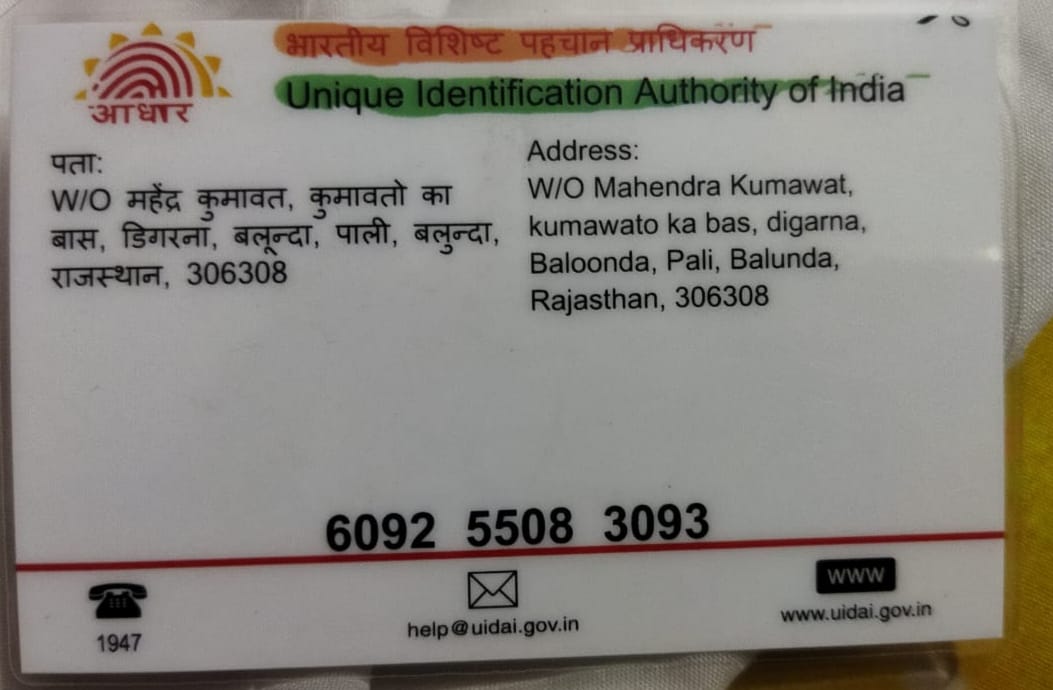 आधार
भारतीय विशिष्ट पहचान प्राधिकरण
Unique Identification Authority of India
पता:
W/O महेंद्र कुमावत, कुमावतो का
बास, डिगरना, बलून्दा, पाली, बलुन्दा,
राजस्थान, 306308
Address:
W/O Mahendra Kumawat,
kumawato ka bas, digarna,
Baloonda, Pali, Balunda,
Rajasthan, 306308
6092 5508 3093
1947
help@uidai.gov.in
www
www.uidai.gov.in